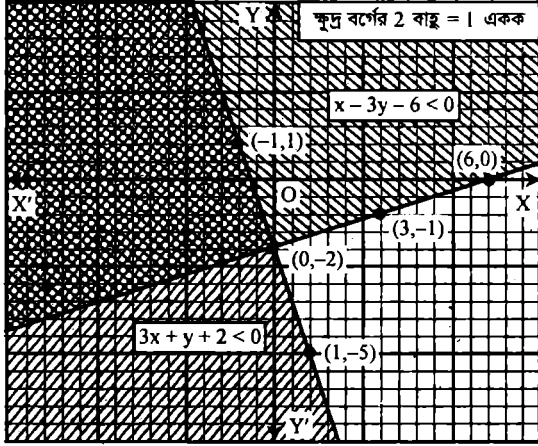 Y
ক্ষুদ্র বর্গের 2 বাহু = 1 একক
x – 3y – 6 < 0
(–1,1)
(6,0)
X′
O
X
(3,–1)
(0,–2)
3x + y + 2 < 0
(1,–5)
Y′